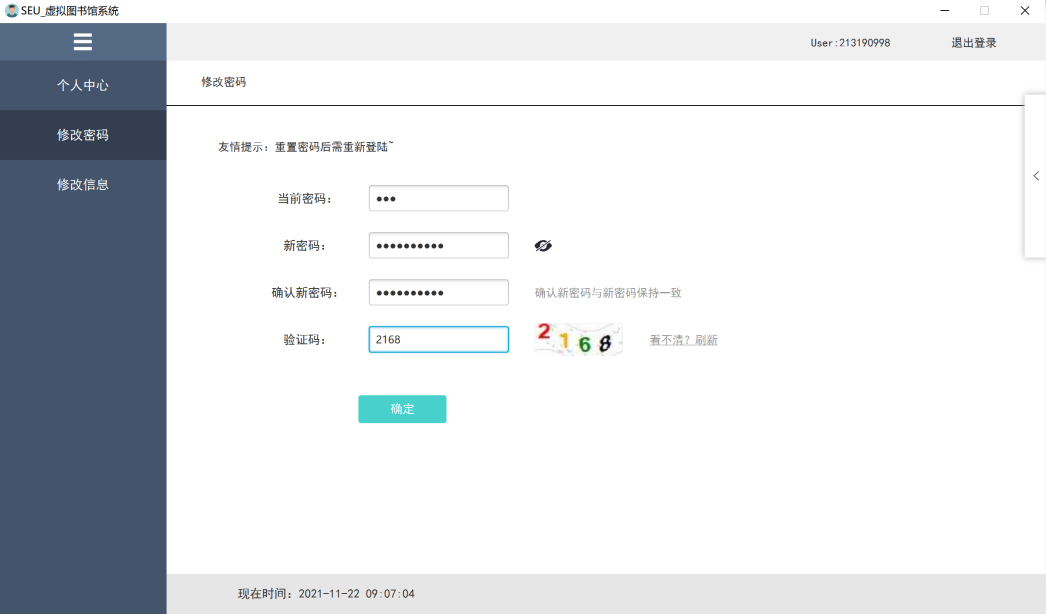 SEU_虚拟图书馆系统
User:213190998 退出登录
个人中心
修改密码
修改信息
修改密码
友情提示：重置密码后需重新登陆~
当前密码： •••
新密码： ••••••••••
确认新密码： •••••••••• 确认新密码与新密码保持一致
验证码： 2168 2168 看不清？刷新
确定
现在时间：2021-11-22 09:07:04